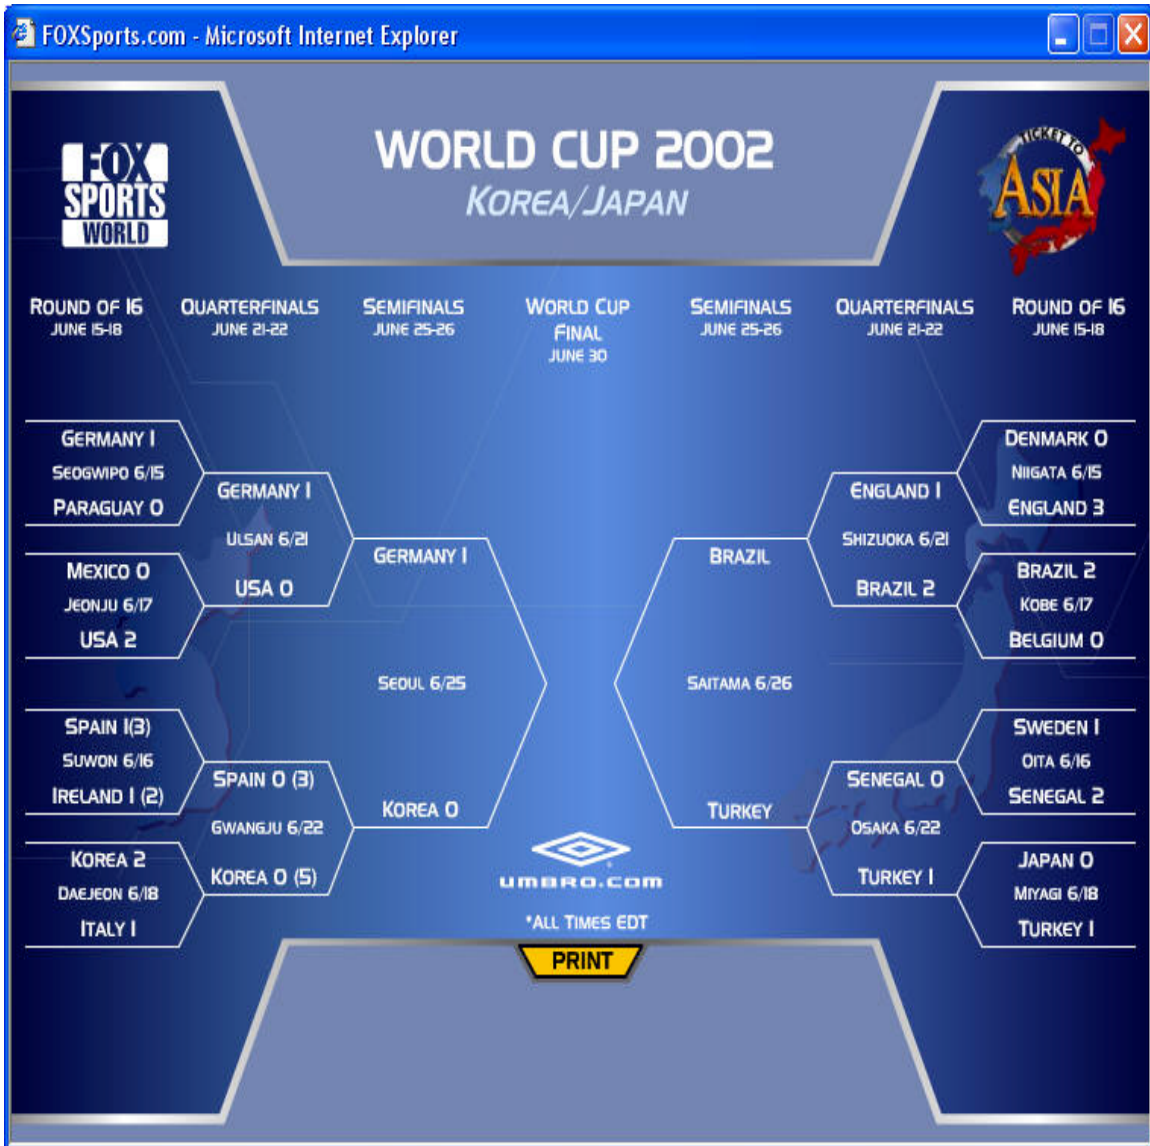 FOXSports.com - Microsoft Internet Explorer
FOX
SPORTS
WORLD
WORLD CUP 2002
KOREA/JAPAN
TICKET TO
ASIA
ROUND OF 16
JUNE 15-18
QUARTERFINALS
JUNE 21-22
SEMIFINALS
JUNE 25-26
WORLD CUP
FINAL
JUNE 30
SEMIFINALS
JUNE 25-26
QUARTERFINALS
JUNE 21-22
ROUND OF 16
JUNE 15-18
GERMANY 1
SEOGWIPO 6/15
PARAGUAY 0
MEXICO 0
JEONJU 6/17
USA 2
SPAIN 1(3)
SUWON 6/16
IRELAND 1 (2)
KOREA 2
DAEJEON 6/18
ITALY 1
GERMANY 1
ULSAN 6/21
USA 0
SPAIN 0 (3)
GWANGJU 6/22
KOREA 0 (5)
GERMANY 1
SEOUL 6/25
KOREA 0
BRAZIL
SAITAMA 6/26
TURKEY
ENGLAND 1
SHIZUOKA 6/21
BRAZIL 2
SENEGAL 0
OSAKA 6/22
TURKEY 1
DENMARK 0
NIIGATA 6/15
ENGLAND 3
BRAZIL 2
KOBE 6/17
BELGIUM 0
SWEDEN 1
OITA 6/16
SENEGAL 2
JAPAN 0
MIYAGI 6/18
TURKEY 1
umbro.com
*ALL TIMES EDT
PRINT